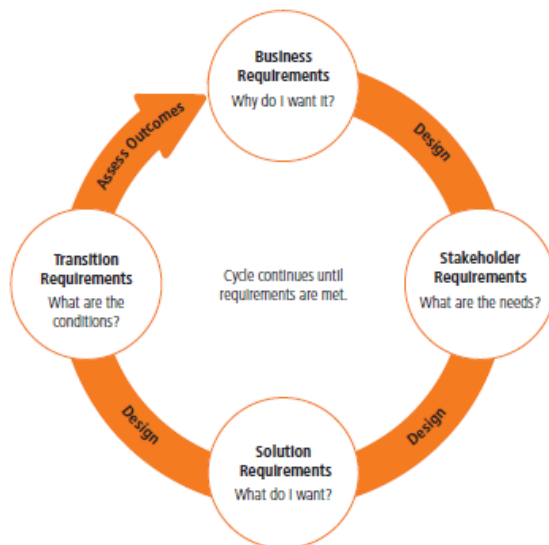 Business
Requirements
Why do I want it?
Design
Stakeholder
Requirements
What are the needs?
Design
Solution
Requirements
What do I want?
Design
Transition
Requirements
What are the
conditions?
Assess Outcomes
Cycle continues until
requirements are met.